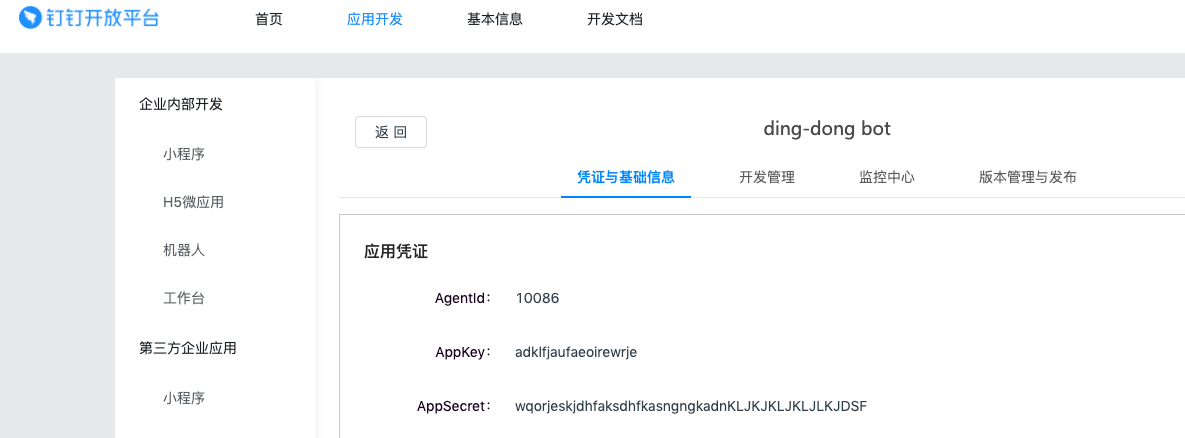 钉钉开放平台 首页 应用开发 基本信息 开发文档
企业内部开发
小程序
H5微应用
机器人
工作台
第三方企业应用
小程序
返 回
ding-dong bot
凭证与基础信息 开发管理 监控中心 版本管理与发布
应用凭证
AgentId： 10086
AppKey： adklfjaufaeoirewrje
AppSecret： wqorjeskjdhfaksdhfkasngngkadnKLJKJKLJKLJLKJDSF